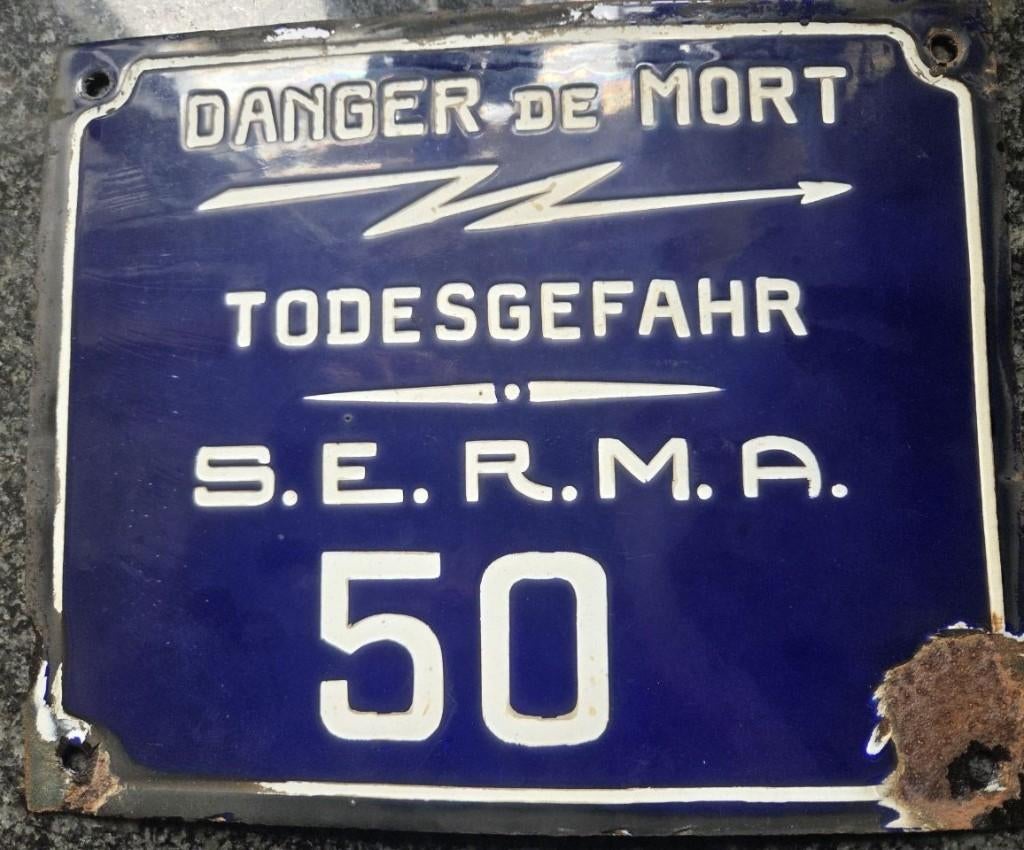 DANGER DE MORT
TODESGEFAHR
S.E.R.M.A.
50